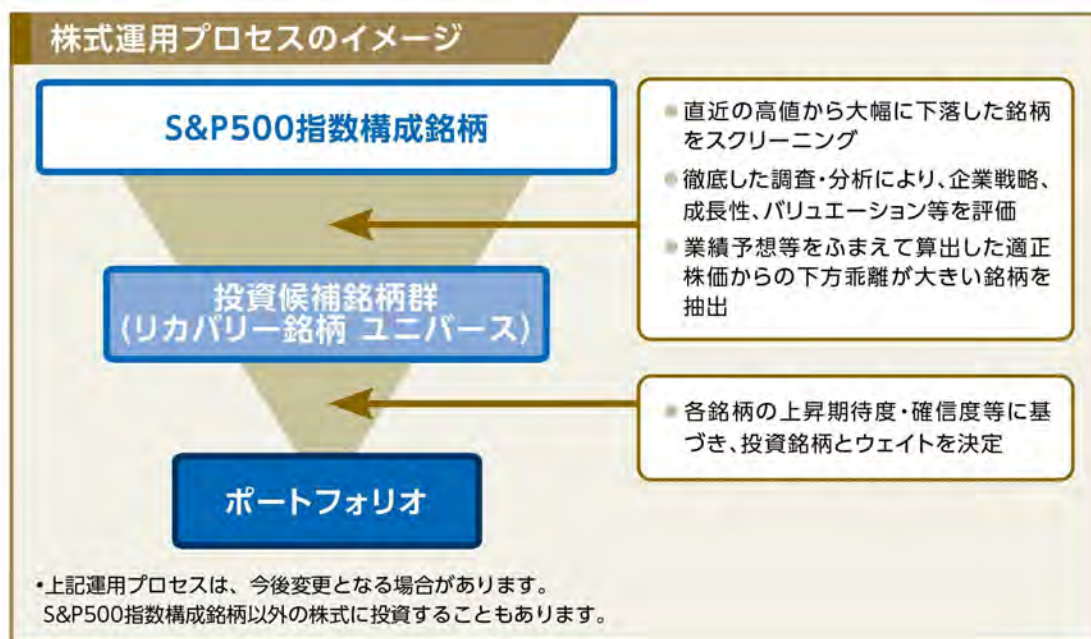 株式運用プロセスのイメージ
S&P500指数構成銘柄
直近の高値から大幅に下落した銘柄
をスクリーニング
徹底した調査・分析により、企業戦略、
成長性、バリュエーション等を評価
業績予想等をふまえて算出した適正
株価からの下方乖離が大きい銘柄を
抽出
投資候補銘柄群
(リカバリー銘柄 ユニバース)
各銘柄の上昇期待度・確信度等に基
づき、投資銘柄とウェイトを決定
ポートフォリオ
・上記運用プロセスは、今後変更となる場合があります。
S&P500指数構成銘柄以外の株式に投資することもあります。